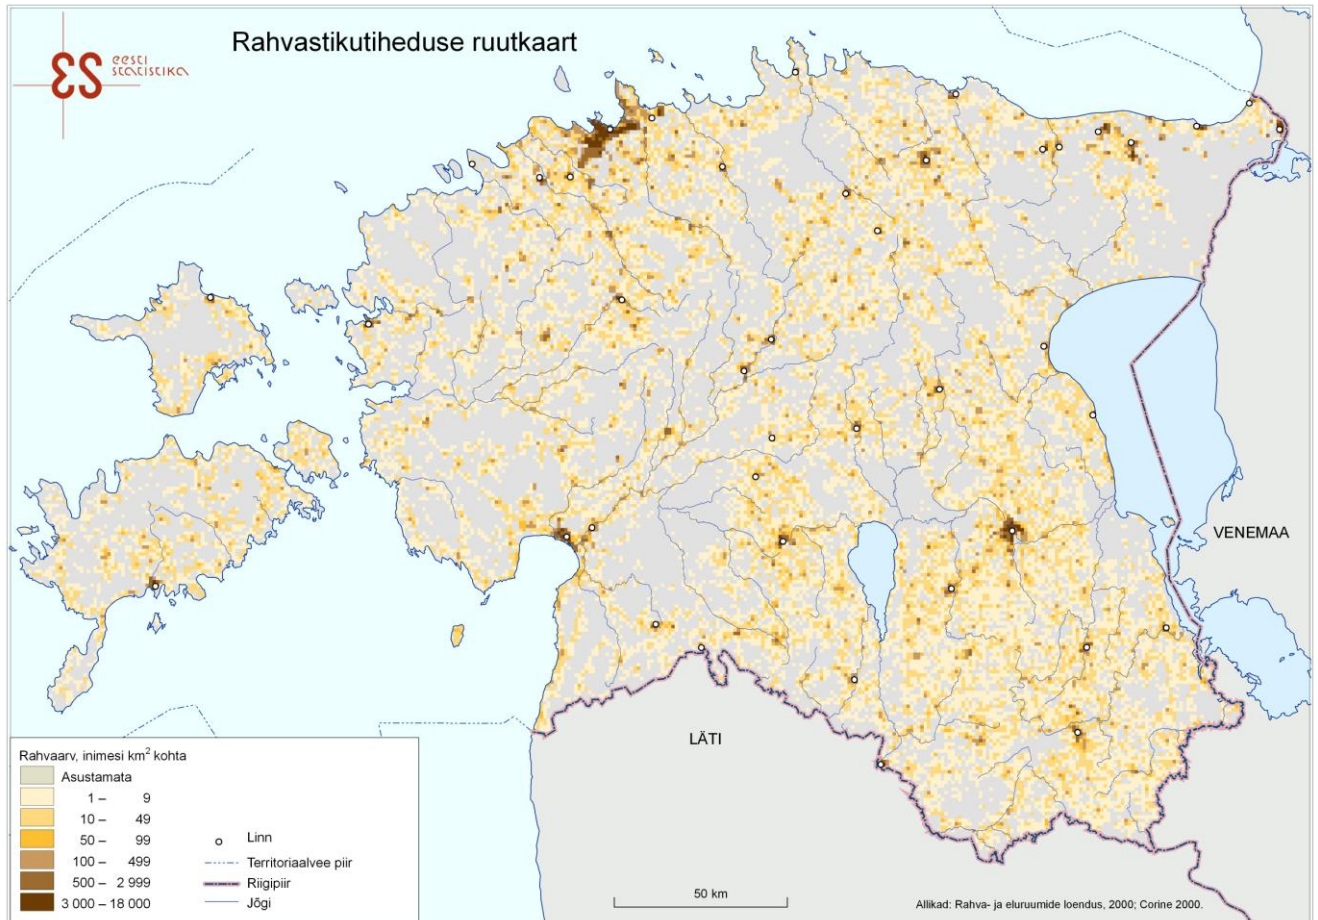 Rahvastikutiheduse ruutkaart
ES
eesti
statistika
VENEMAA
LÄTI
Rahvaarv, inimesi km² kohta
Asustamata
1 – 9
10 – 49
50 – 99
100 – 499
500 – 2 999
3 000 – 18 000
Linn
Territoriaalvee piir
Riigipiir
Jõgi
50 km
Allikad: Rahva- ja eluruumide loendus, 2000; Corine 2000.